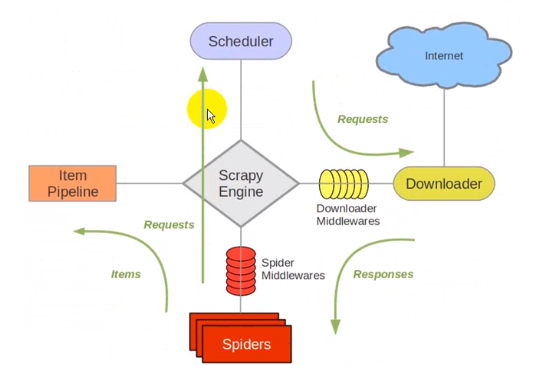 Scheduler
Internet
Requests
Item
Pipeline
Scrapy
Engine
Downloader
Downloader
Middlewares
Requests
Spider
Middlewares
Items
Responses
Spiders